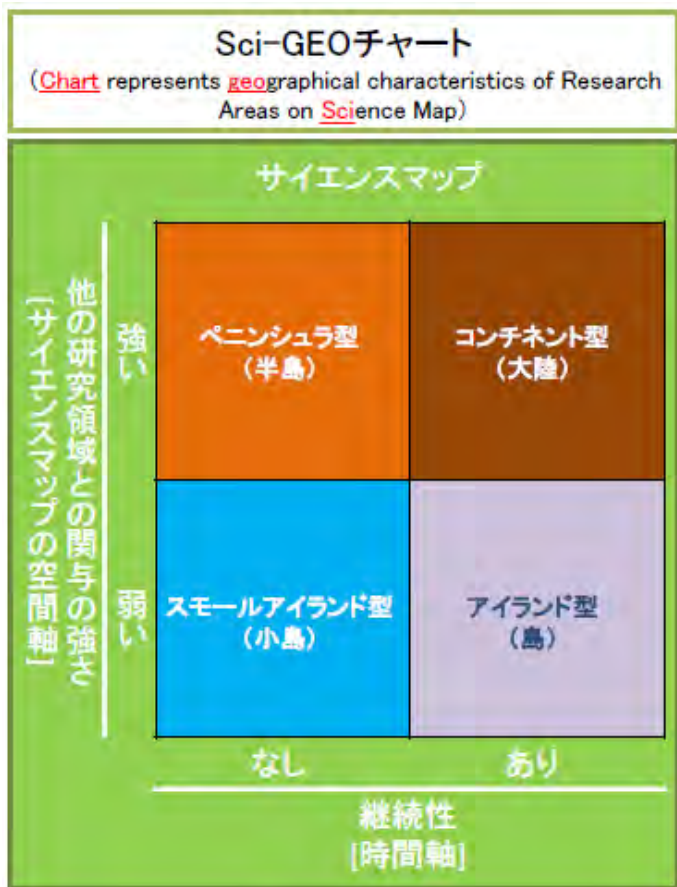 Sci-GEOチャート
(Chart represents geographical characteristics of Research
Areas on Science Map)
サイエンスマップ
他の研究領域との関与の強さ
[サイエンスマップの空間軸]
強い
ペニンシュラ型
(半島)
コンチネント型
(大陸)
弱い
スモールアイランド型
(小島)
アイランド型
(島)
なし
あり
継続性
[時間軸]